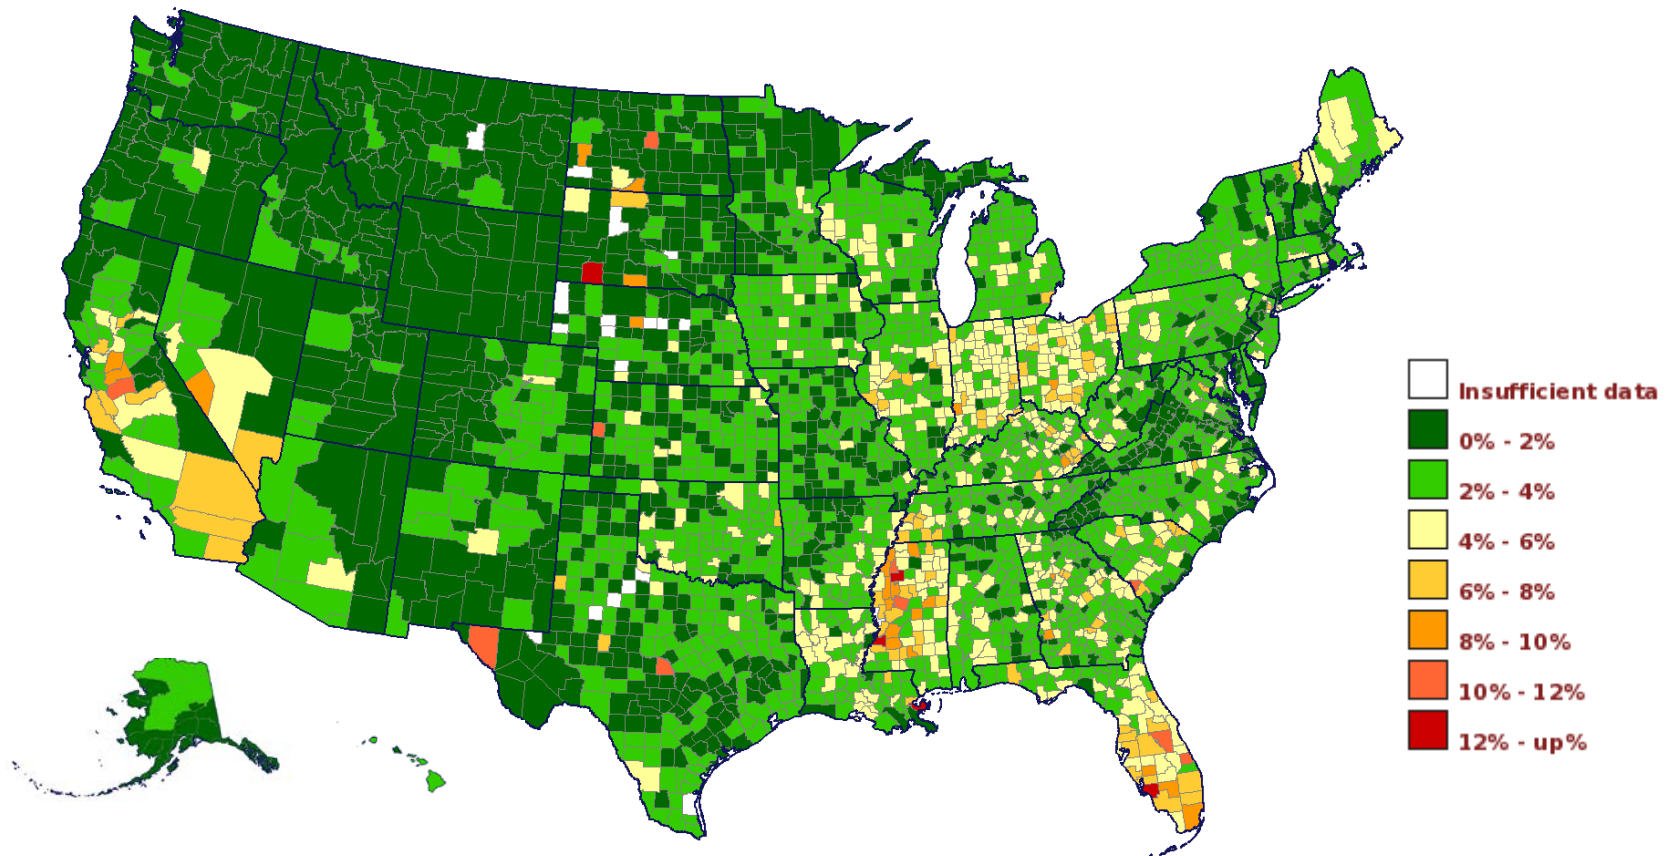 Insufficient data
0% - 2%
2% - 4%
4% - 6%
6% - 8%
8% - 10%
10% - 12%
12% - up%